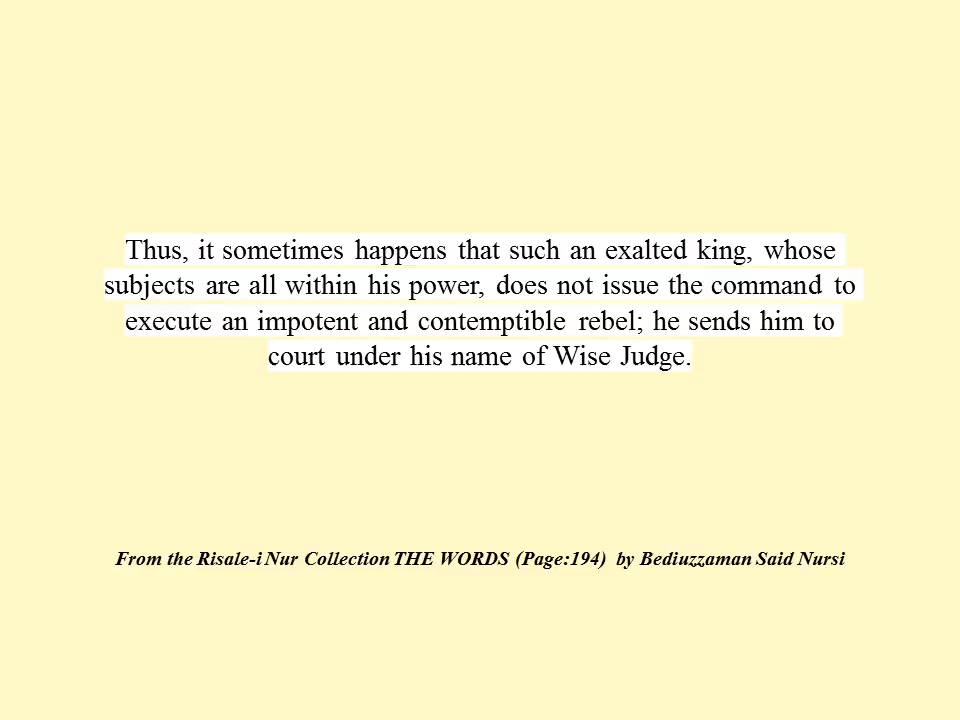 Thus, it sometimes happens that such an exalted king, whose
subjects are all within his power, does not issue the command to
execute an impotent and contemptible rebel; he sends him to
court under his name of Wise Judge.
From the Risale-i Nur Collection THE WORDS (Page:194) by Bediuzzaman Said Nursi